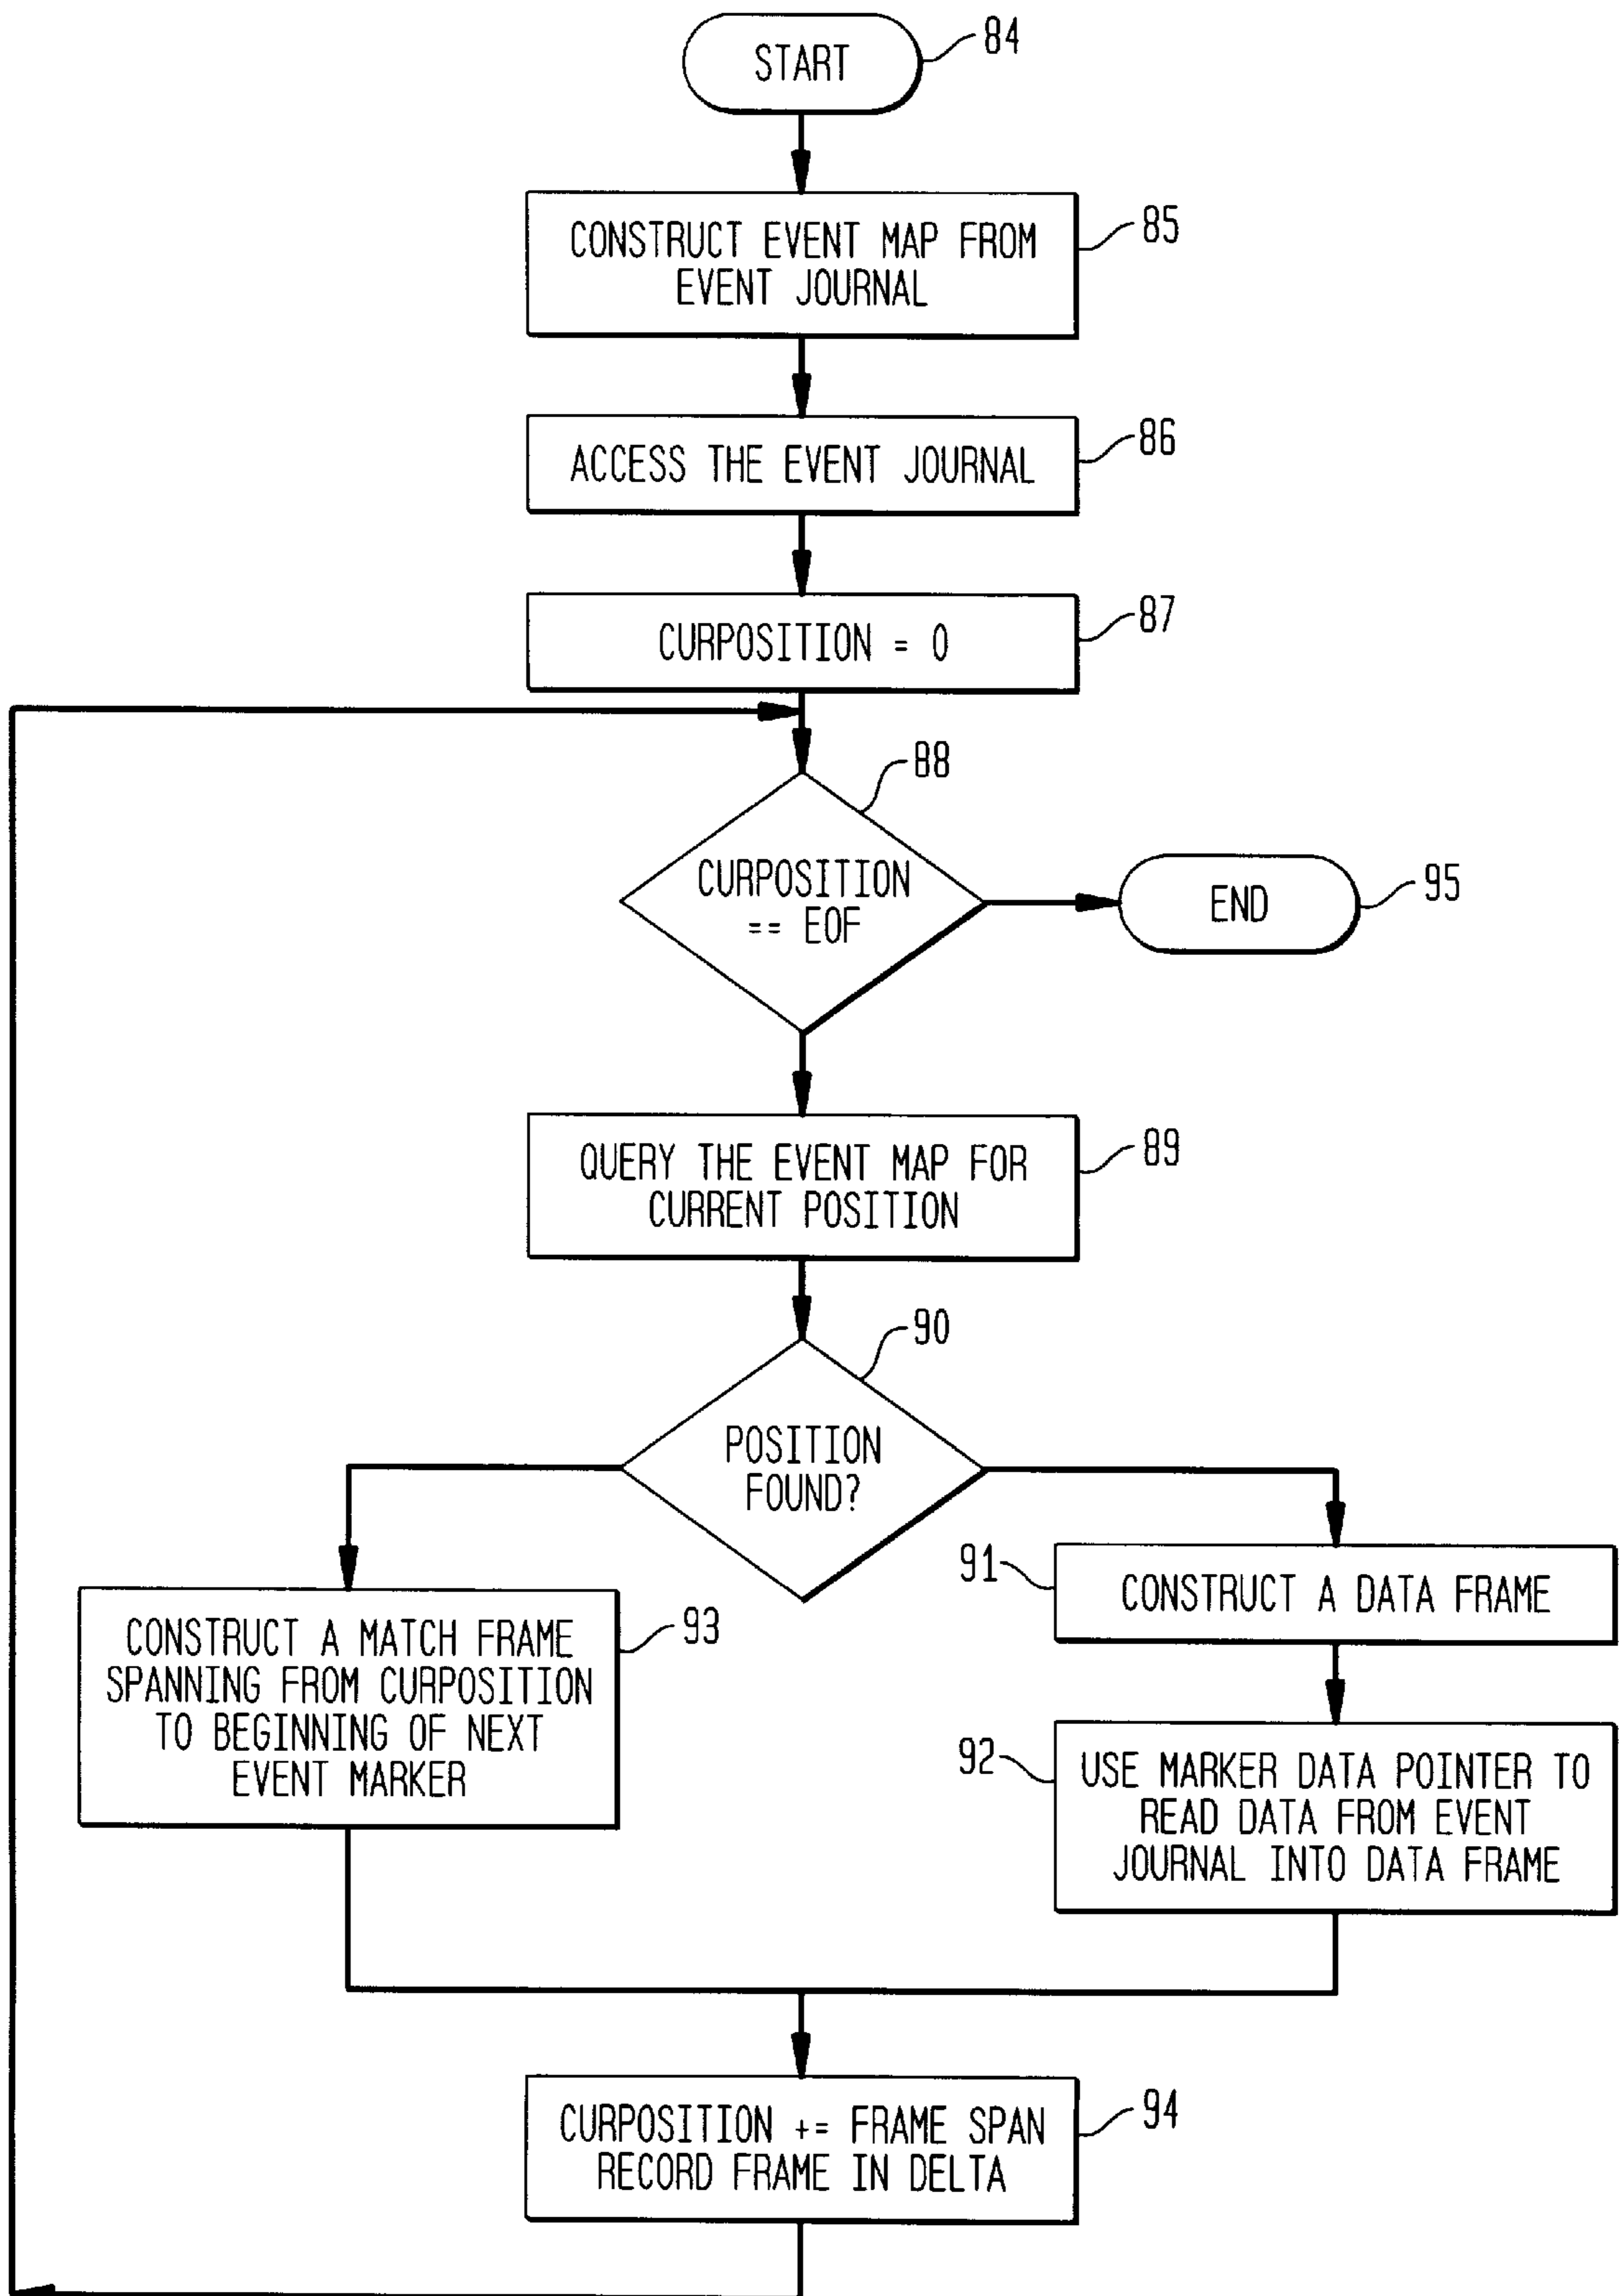 START
84
CONSTRUCT EVENT MAP FROM
EVENT JOURNAL
85
ACCESS THE EVENT JOURNAL
86
CURPOSITION = 0
87
88
CURPOSITION
== EOF
END
95
QUERY THE EVENT MAP FOR
CURRENT POSITION
89
90
POSITION
FOUND?
91
CONSTRUCT A DATA FRAME
CONSTRUCT A MATCH FRAME
SPANNING FROM CURPOSITION
TO BEGINNING OF NEXT
EVENT MARKER
93
92
USE MARKER DATA POINTER TO
READ DATA FROM EVENT
JOURNAL INTO DATA FRAME
CURPOSITION += FRAME SPAN
RECORD FRAME IN DELTA
94